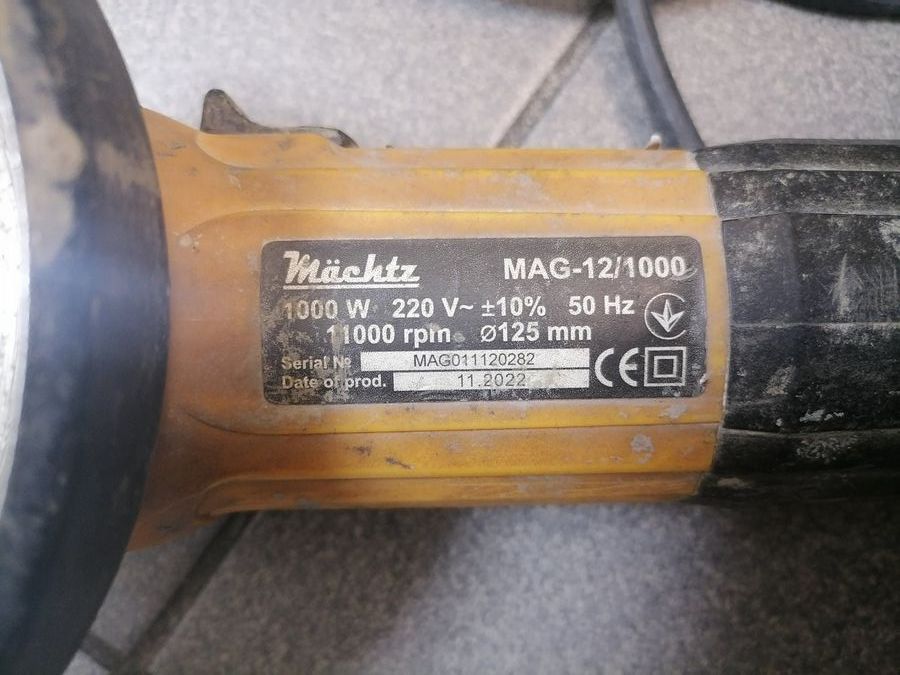 Mächtz MAG-12/1000
1000 W 220 V~ ±10% 50 Hz
11000 rpm ø125 mm
Serial № MAG011120282
Date of prod. 11.2022
CE